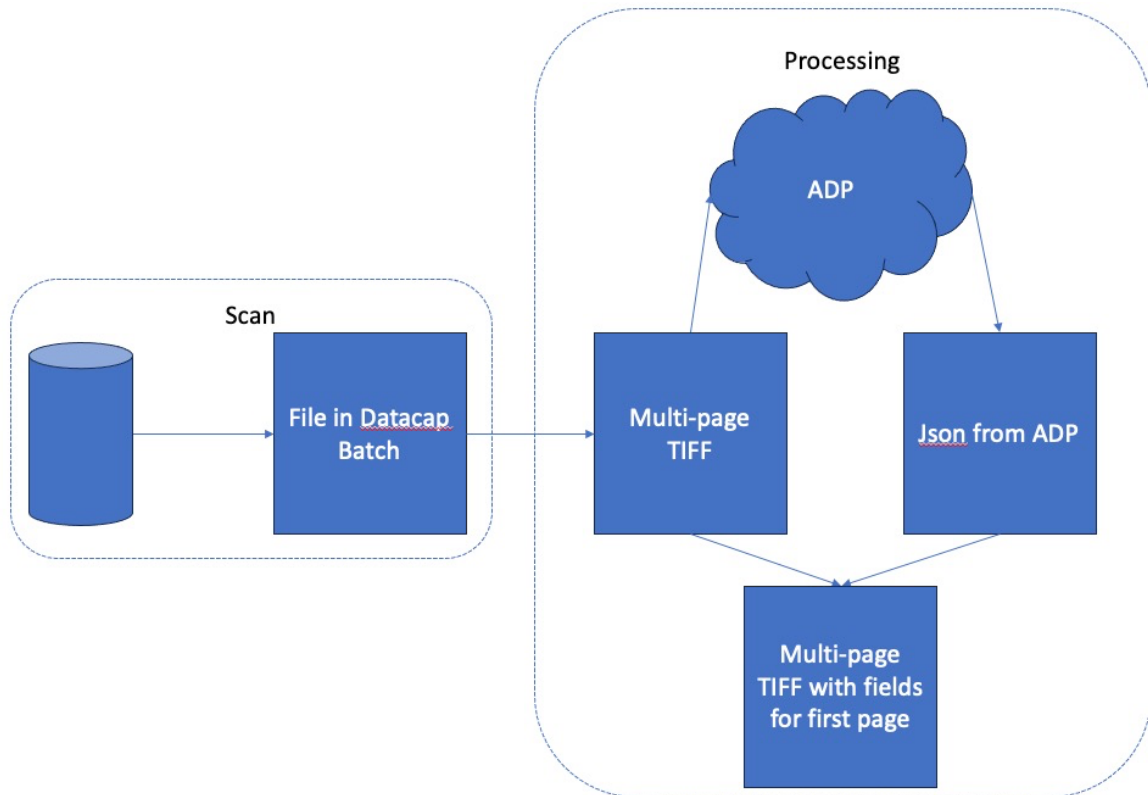 Processing
ADP
Scan
File in Datacap
Batch
Multi-page
TIFF
Json from ADP
Multi-page
TIFF with fields
for first page